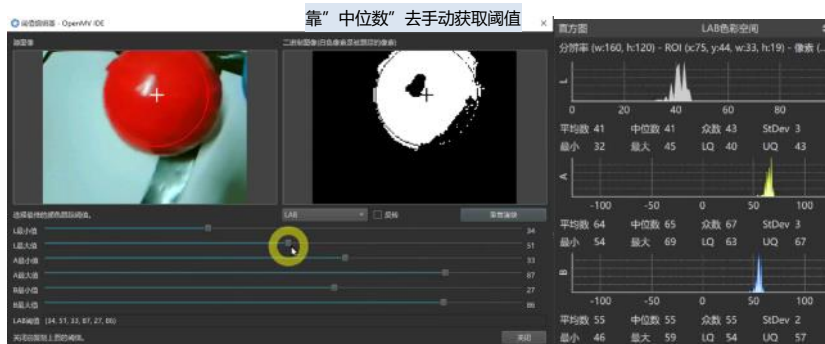 靠”中位数”去手动获取阈值
阈值编辑器 - OpenMV IDE
源图像
二进制图像(白色像素是被跟踪的像素)
选择最佳的颜色跟踪阈值。
LAB
反转
重置滑块
L最小值 34
L最大值 51
A最小值 33
A最大值 87
B最小值 27
B最大值 86
LAB阈值 (34, 51, 33, 87, 27, 86)
关闭
直方图 LAB色彩空间
分辨率 (w:160, h:120) - ROI (x:75, y:44, w:33, h:19) - 像素 (...
L
0 20 40 60 80
平均数 41 中位数 41 众数 43 StDev 3
最小 32 最大 45 LQ 40 UQ 43
A
-100 -50 0 50 100
平均数 64 中位数 65 众数 67 StDev 3
最小 54 最大 69 LQ 63 UQ 67
B
-100 -50 0 50 100
平均数 55 中位数 55 众数 55 StDev 2
最小 46 最大 59 LQ 54 UQ 57